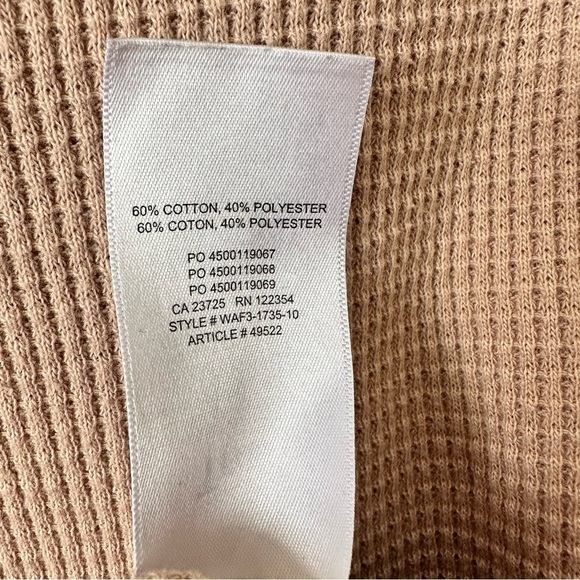 60% COTTON, 40% POLYESTER
60% COTON, 40% POLYESTER
PO 4500119067
PO 4500119068
PO 4500119069
CA 23725 RN 122354
STYLE # WAF3-1735-10
ARTICLE # 49522